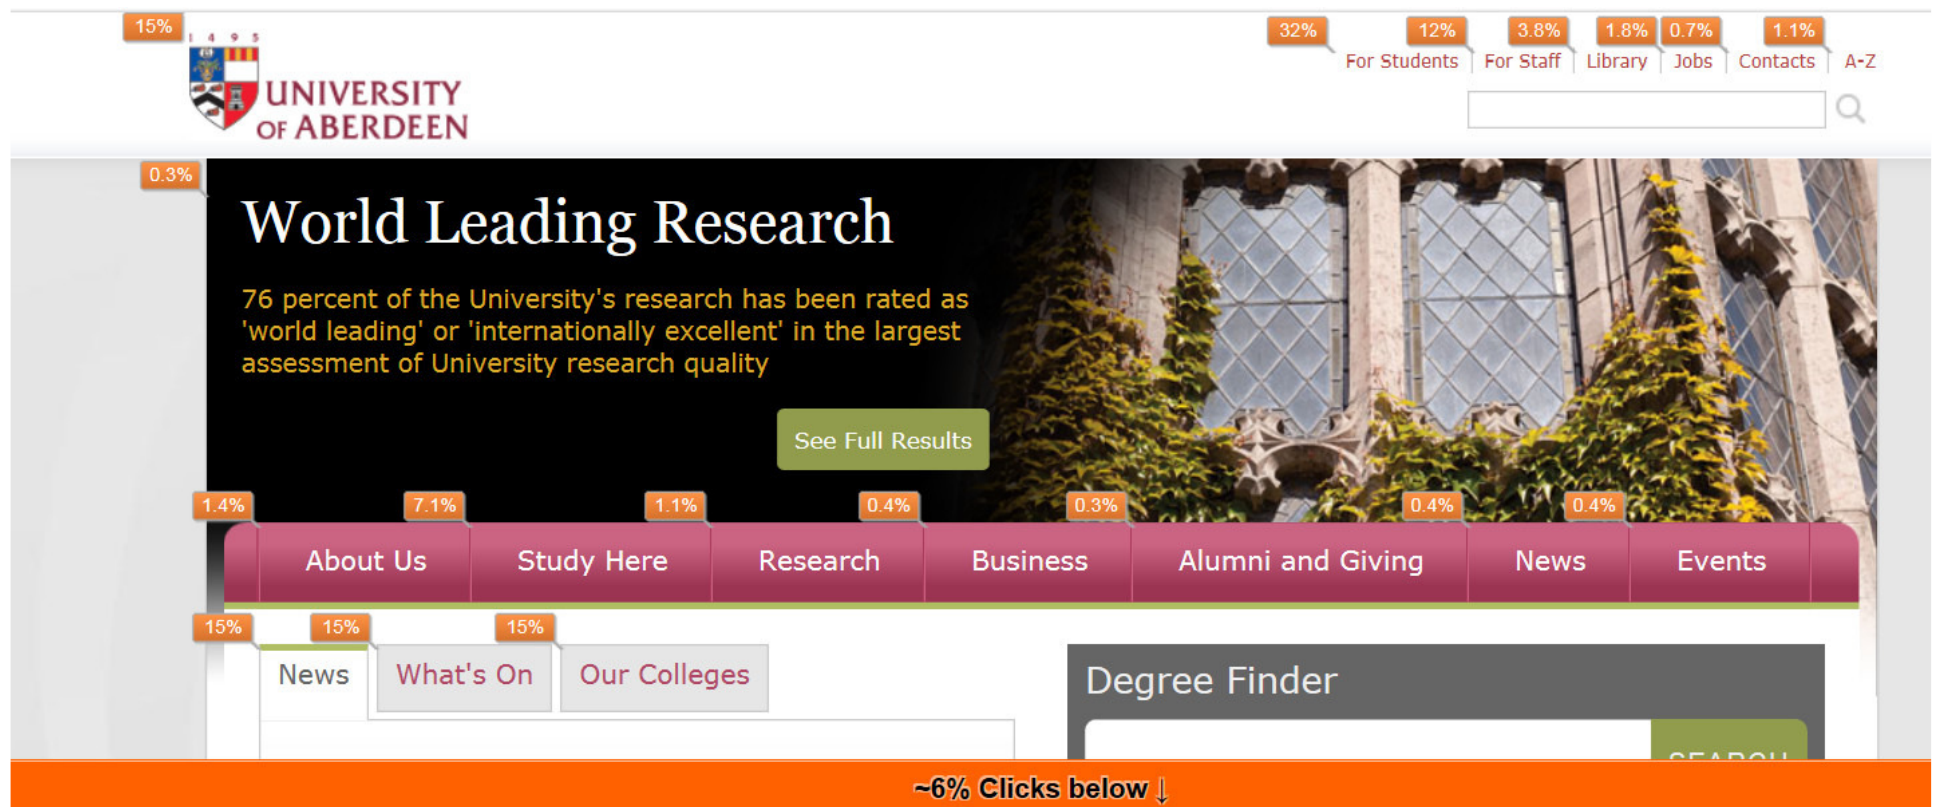 15%
32% 12% 3.8% 1.8% 0.7% 1.1%
1 4 9 5
For Students For Staff Library Jobs Contacts A-Z
UNIVERSITY
OF ABERDEEN
0.3%
World Leading Research
76 percent of the University's research has been rated as
'world leading' or 'internationally excellent' in the largest
assessment of University research quality
See Full Results
1.4% 7.1% 1.1% 0.4% 0.3% 0.4% 0.4%
About Us Study Here Research Business Alumni and Giving News Events
15% 15% 15%
News What's On Our Colleges
Degree Finder
SEARCH
~6% Clicks below ↓